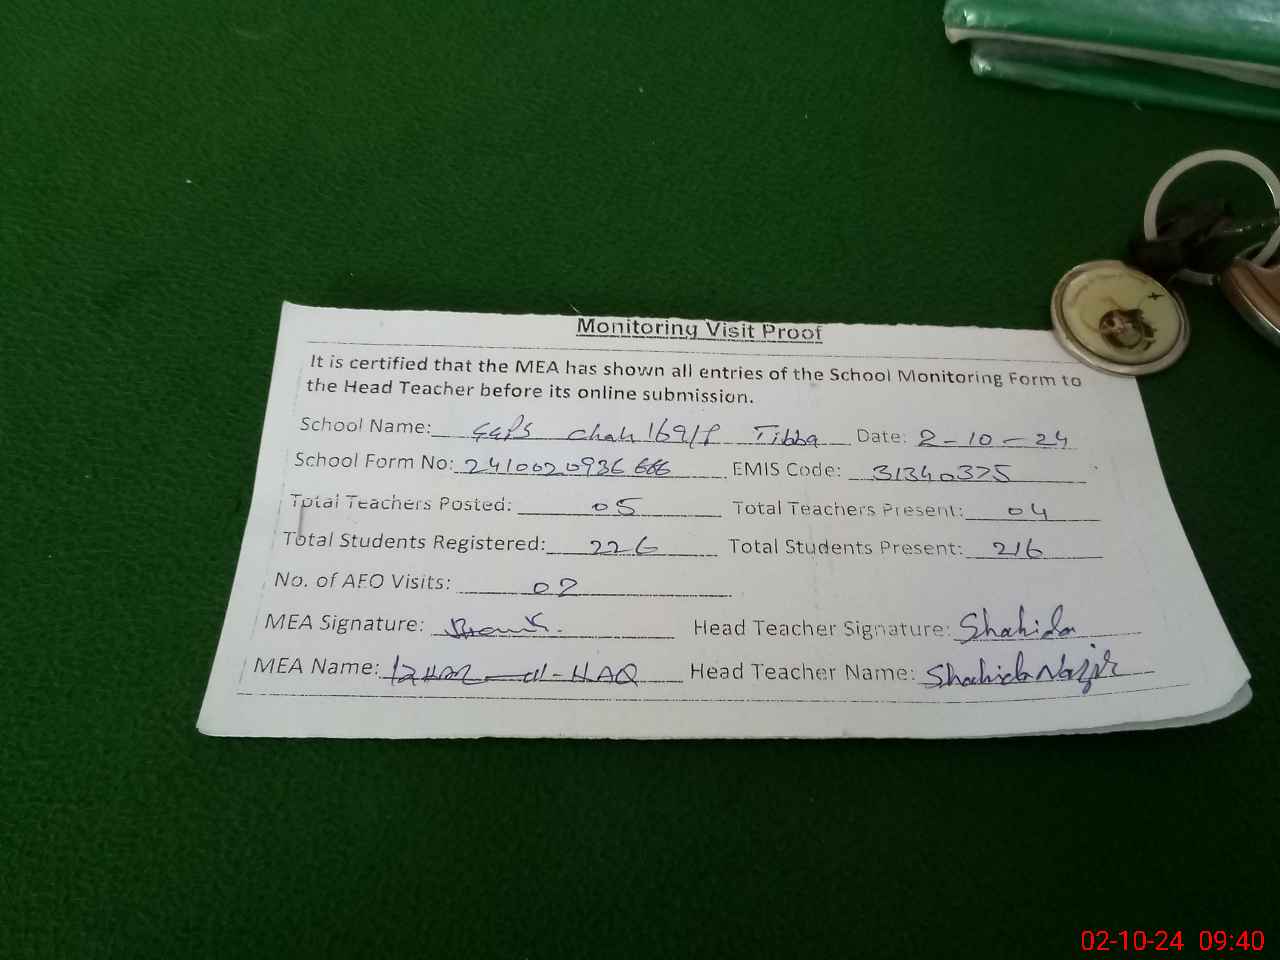 Monitoring Visit Proof
It is certified that the MEA has shown all entries of the School Monitoring Form to
the Head Teacher before its online submission.
School Name: GGPS Chah 169/P Tibba Date: 2-10-24
School Form No: 2410020936666 EMIS Code: 31340375
Total Teachers Posted: 05 Total Teachers Present: 04
Total Students Registered: 226 Total Students Present: 216
No. of AEO Visits: 02
MEA Signature: Head Teacher Signature: Shahida
MEA Name: Izhar-ul-HAQ Head Teacher Name: Shahida Nazir
02-10-24 09:40